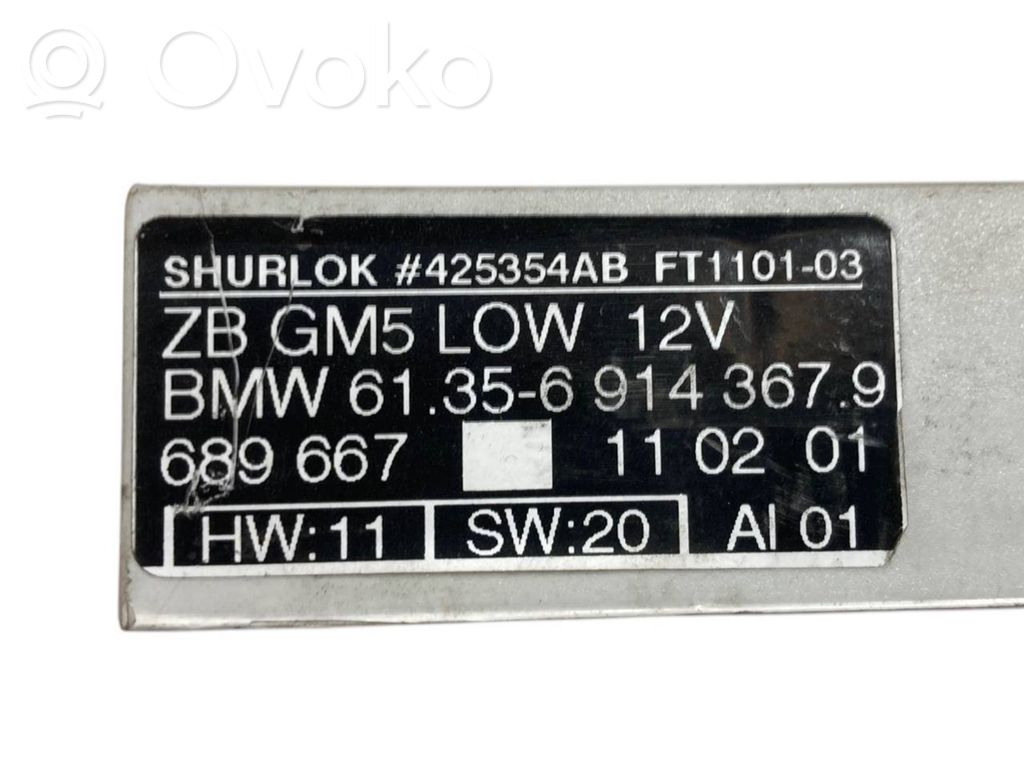 Ovoko
SHURLOK #425354AB FT1101-03
ZB GM5 LOW 12V
BMW 61.35-6 914 367.9
689 667 11 02 01
HW:11 SW:20 AI 01